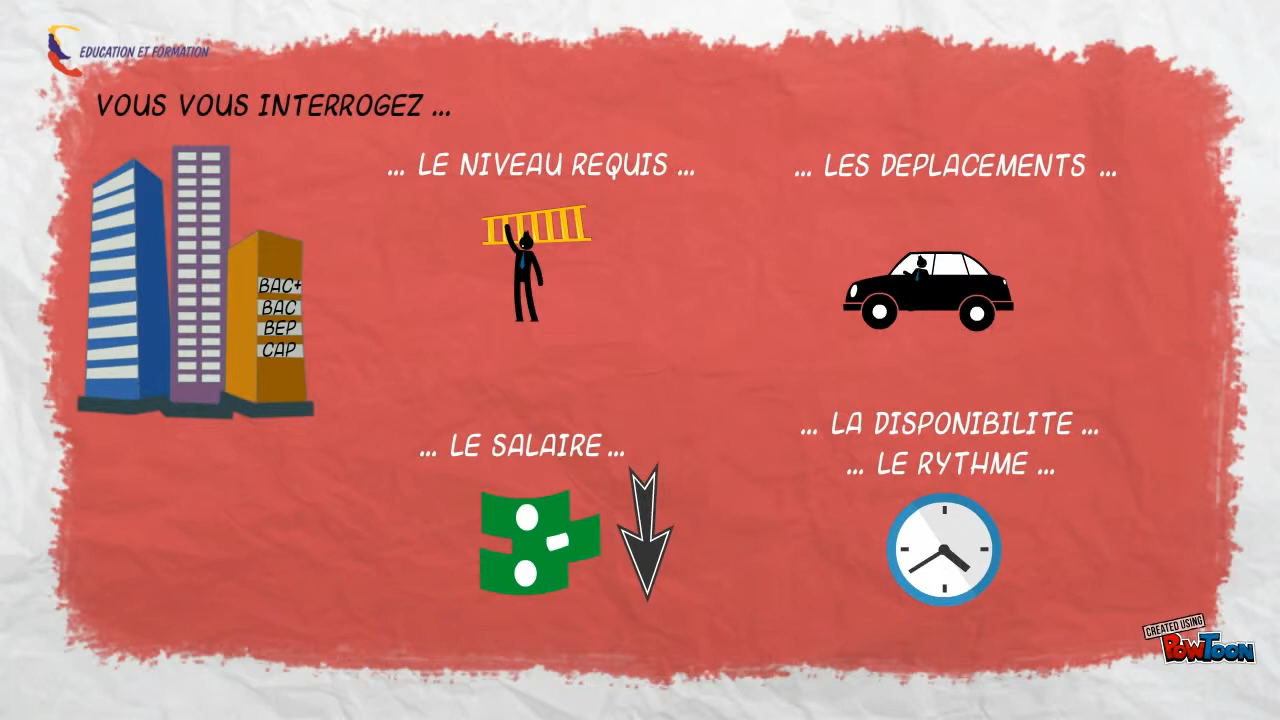 EDUCATION ET FORMATION
VOUS VOUS INTERROGEZ ...
... LE NIVEAU REQUIS ...
... LES DEPLACEMENTS ...
BAC+
BAC
BEP
CAP
... LE SALAIRE ...
... LA DISPONIBILITE ...
... LE RYTHME ...
CREATED USING
POWTOON